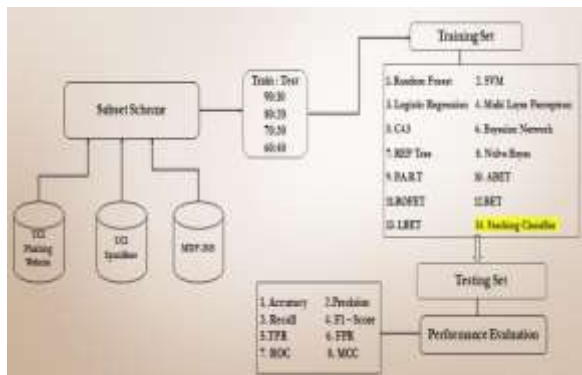 Training Set
Train : Test
90:10
80:20
70:30
60:40
Subset Scheme
1. Random Forest 2. SVM
3. Logistic Regression 4. Multi Layer Perceptron
5. C4.5 6. Bayesian Network
7. REP Tree 8. Naïve Bayes
9. P.A.R.T 10. ABET
11. ROFET 12. BET
13. LBET 14. Stacking Classifier
UCI
Phishing
Website
UCI
Spambase
Testing Set
1. Accuracy 2. Precision
3. Recall 4. F1 - Score
5. TPR 6. FPR
7. ROC 8. MCC
Performance Evaluation